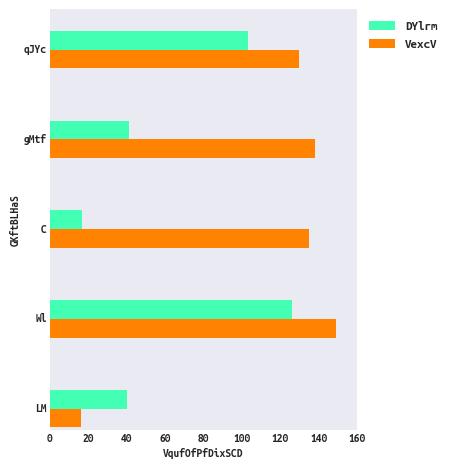 DYlrm
VexcV
qJYc
gMtf
C
Wl
LM
GKftBLHaS
0 20 40 60 80 100 120 140 160
VqufOfPfDixSCD